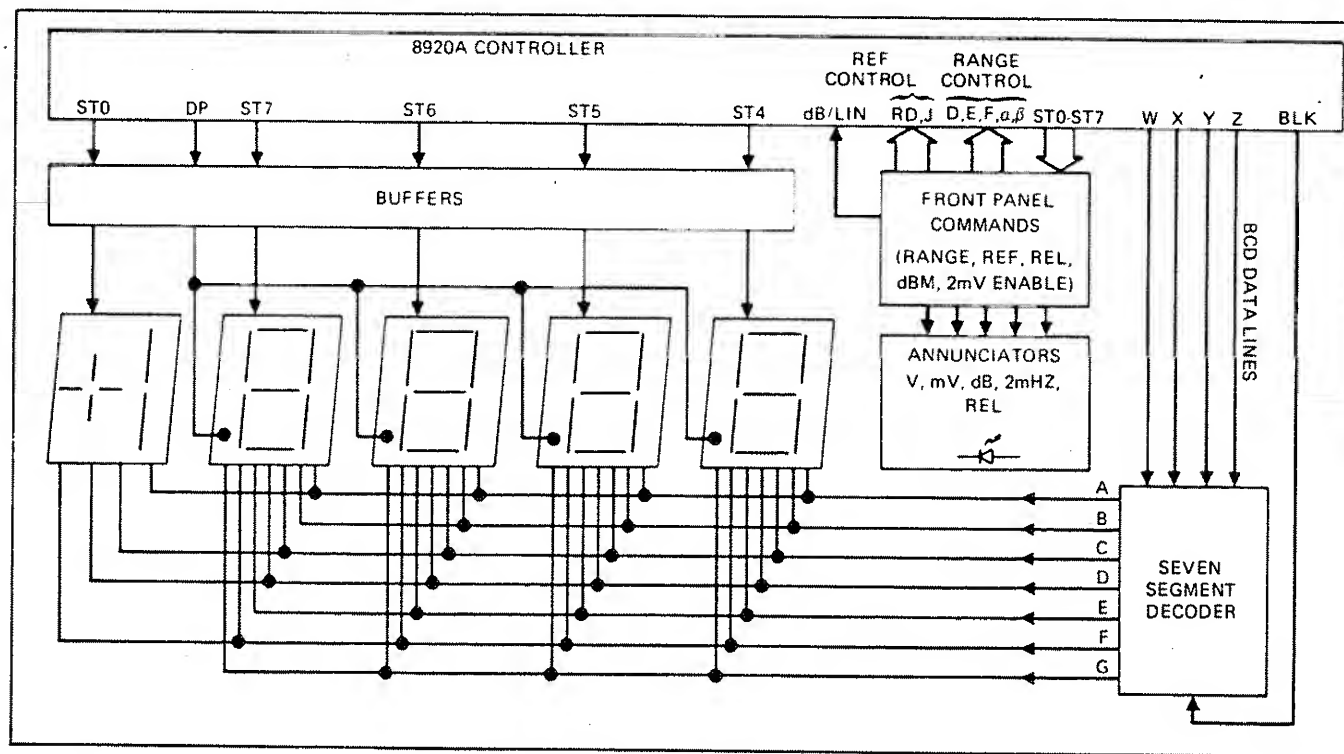 8920A CONTROLLER
REF CONTROL
RANGE CONTROL
ST0 DP ST7 ST6 ST5 ST4 dB/LIN RD,J D,E,F,α,β ST0-ST7 W X Y Z BLK
BUFFERS
FRONT PANEL
COMMANDS
(RANGE, REF, REL,
dBM, 2mV ENABLE)
BCD DATA LINES
ANNUNCIATORS
V, mV, dB, 2mHZ,
REL
A
B
C
D
E
F
G
SEVEN
SEGMENT
DECODER